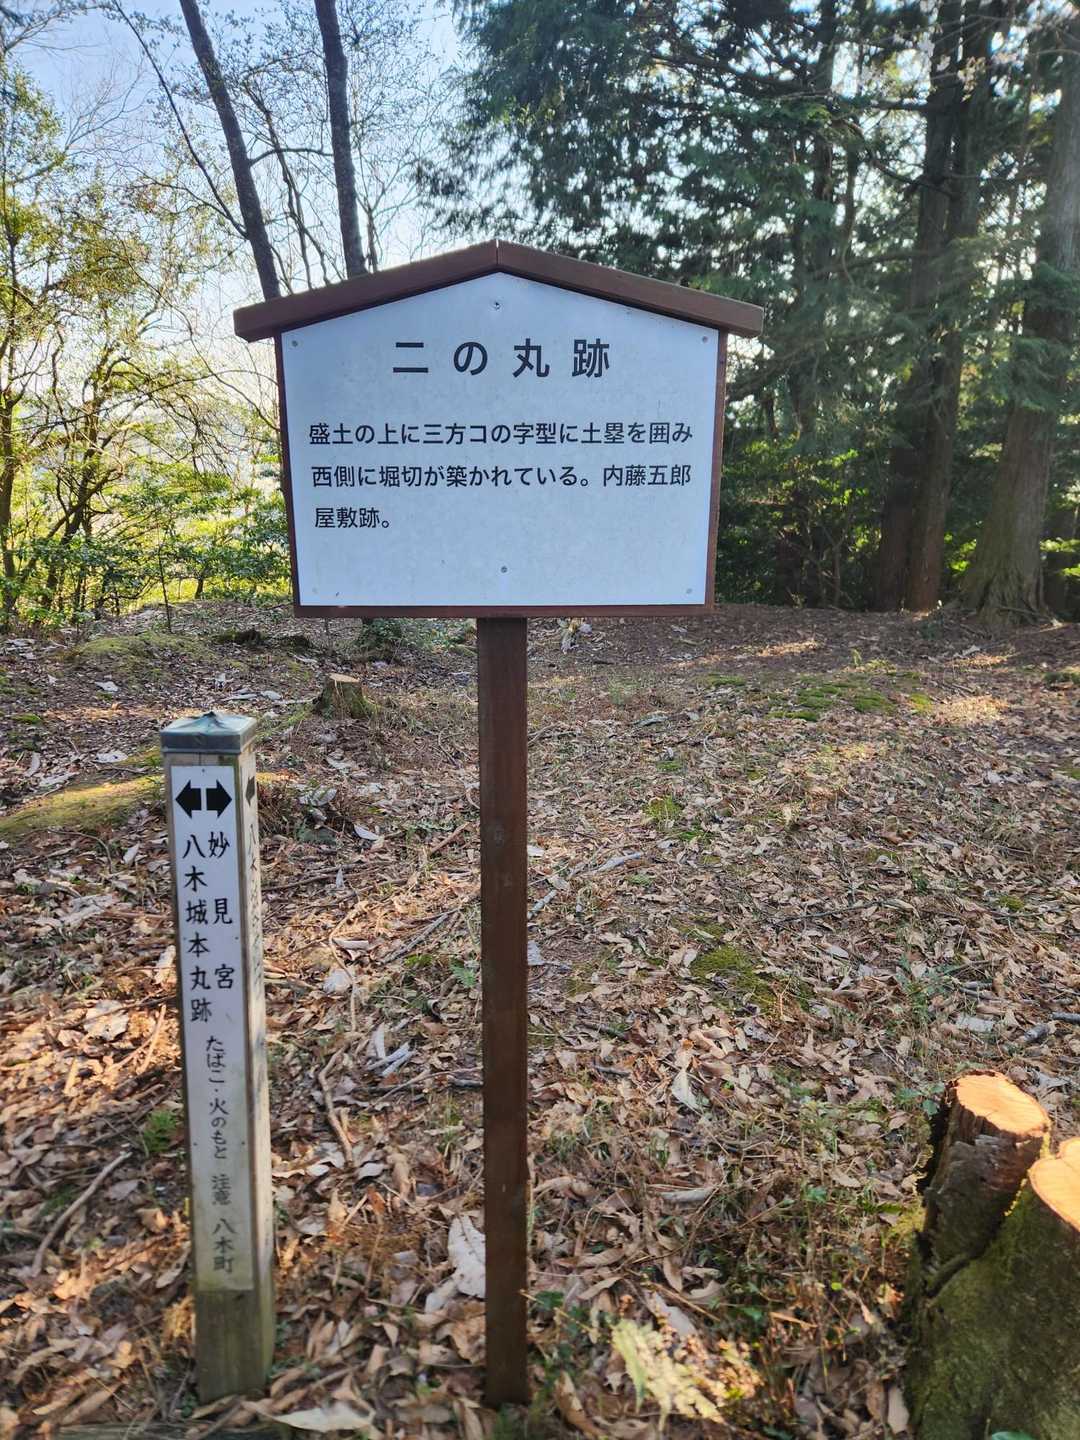 二の丸跡
盛土の上に三方コの字型に土塁を囲み
西側に堀切が築かれている。内藤五郎
屋敷跡。
妙見宮
八木城本丸跡
たばこ・火のもと 注意 八木町